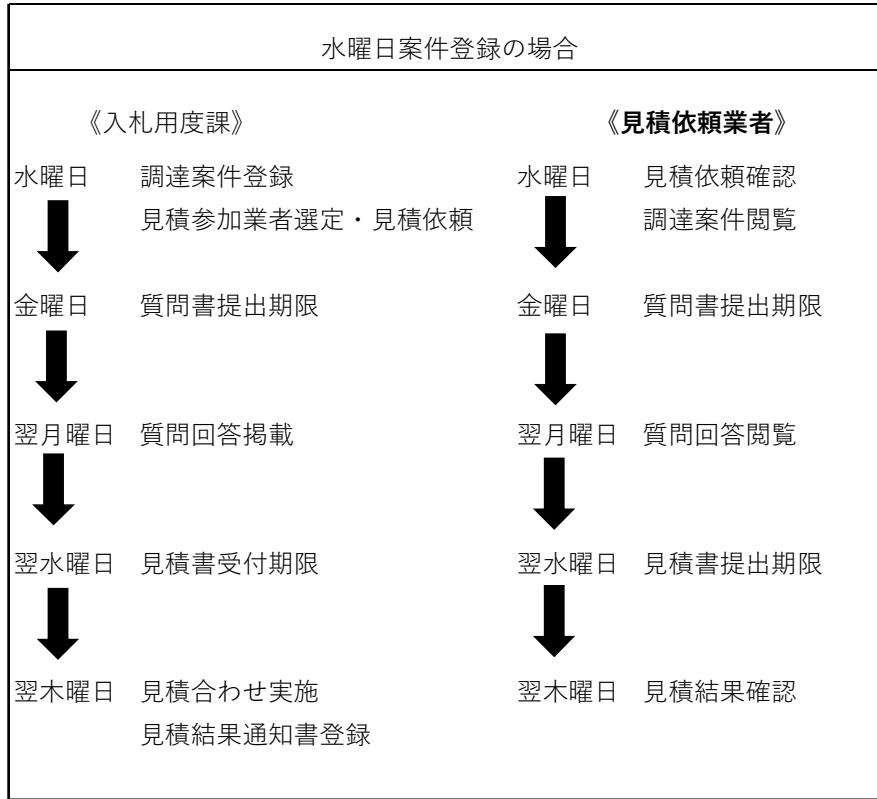 水曜日案件登録の場合
《入札用度課》 《見積依頼業者》
水曜日 調達案件登録 水曜日 見積依頼確認
見積参加業者選定・見積依頼 調達案件閲覧
金曜日 質問書提出期限 金曜日 質問書提出期限
翌月曜日 質問回答掲載 翌月曜日 質問回答閲覧
翌水曜日 見積書受付期限 翌水曜日 見積書提出期限
翌木曜日 見積合わせ実施 翌木曜日 見積結果確認
見積結果通知書登録